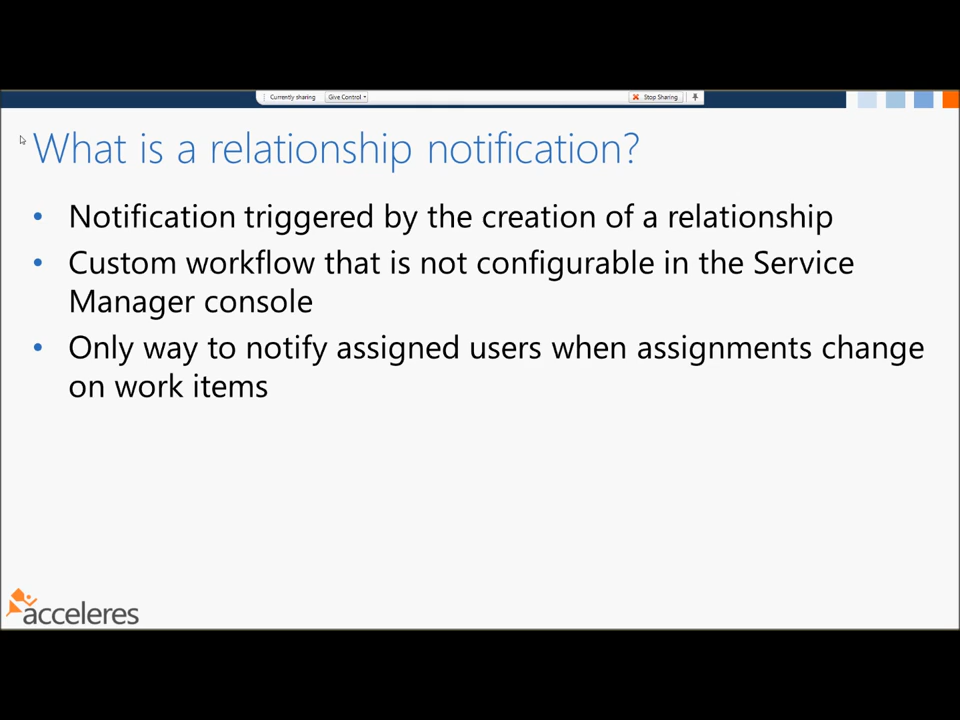 Currently sharing Give Control Stop Sharing
What is a relationship notification?
• Notification triggered by the creation of a relationship
• Custom workflow that is not configurable in the Service
Manager console
• Only way to notify assigned users when assignments change
on work items
acceleres